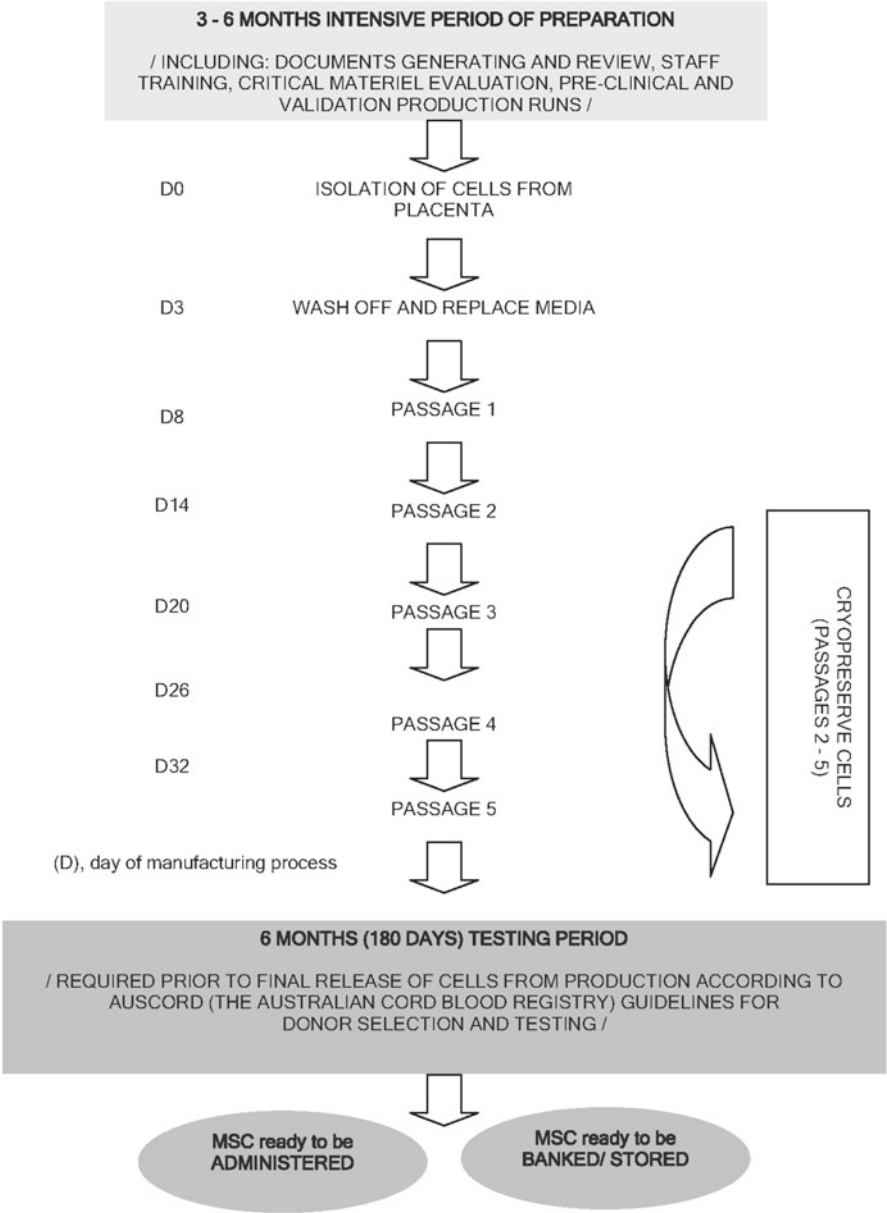 3 - 6 MONTHS INTENSIVE PERIOD OF PREPARATION
/ INCLUDING: DOCUMENTS GENERATING AND REVIEW, STAFF
TRAINING, CRITICAL MATERIEL EVALUATION, PRE-CLINICAL AND
VALIDATION PRODUCTION RUNS /
D0
ISOLATION OF CELLS FROM
PLACENTA
D3
WASH OFF AND REPLACE MEDIA
D8
PASSAGE 1
D14
PASSAGE 2
D20
PASSAGE 3
D26
PASSAGE 4
D32
PASSAGE 5
CRYOPRESERVE CELLS
(PASSAGES 2 - 5)
(D), day of manufacturing process
6 MONTHS (180 DAYS) TESTING PERIOD
/ REQUIRED PRIOR TO FINAL RELEASE OF CELLS FROM PRODUCTION ACCORDING TO
AUSCORD (THE AUSTRALIAN CORD BLOOD REGISTRY) GUIDELINES FOR
DONOR SELECTION AND TESTING /
MSC ready to be
ADMINISTERED
MSC ready to be
BANKED/ STORED